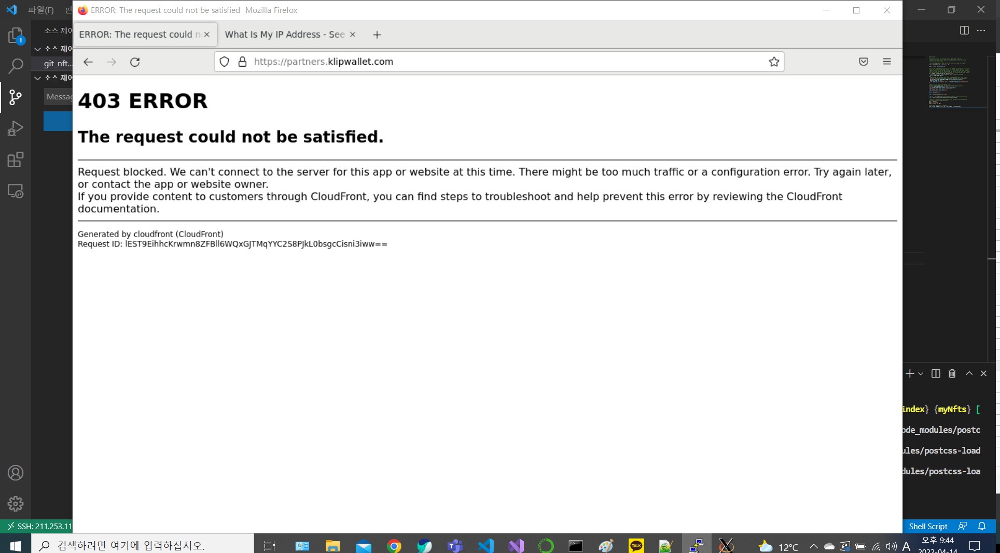 파일(F) 편
ERROR: The request could not be satisfied  Mozilla Firefox
ERROR: The request could n
What Is My IP Address - See
https://partners.klipwallet.com
1
소스 제어
소스 제어
git_nft...
소스 제어
Messag
403 ERROR
The request could not be satisfied.
Request blocked. We can't connect to the server for this app or website at this time. There might be too much traffic or a configuration error. Try again later,
or contact the app or website owner.
If you provide content to customers through CloudFront, you can find steps to troubleshoot and help prevent this error by reviewing the CloudFront
documentation.
Generated by cloudfront (CloudFront)
Request ID: lEST9EihhcKrwmn8ZFBll6WQxGJTMqYYC2S8PJkL0bsgcCisni3iww==
index} {myNfts} [
ode_modules/postc
ules/postcss-load
dules/postcss-loa
SSH: 211.253.11
Shell Script
검색하려면 여기에 입력하십시오.
TALK
12°C
A
오후 9:44
2022-04-14